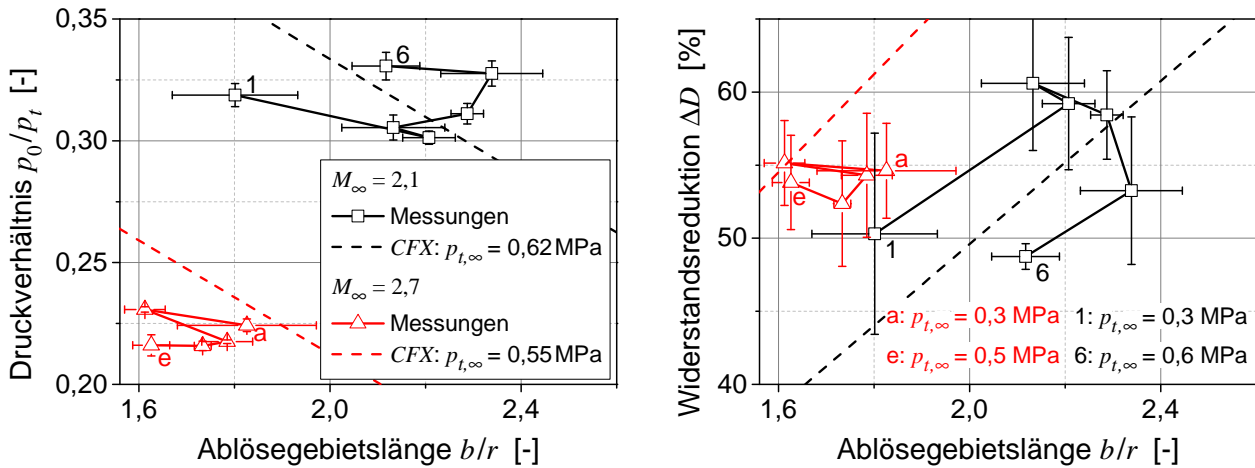 0,35
0,30
0,25
0,20
Druckverhältnis p₀/pₜ [-]
1
6
a
e
M∞ = 2,1
Messungen
CFX: pₜ,∞ = 0,62 MPa
M∞ = 2,7
Messungen
CFX: pₜ,∞ = 0,55 MPa
1,6 2,0 2,4
Ablösegebietslänge b/r [-]
60
50
40
Widerstandsreduktion ΔD [%]
a
e
1
6
a: pₜ,∞ = 0,3 MPa 1: pₜ,∞ = 0,3 MPa
e: pₜ,∞ = 0,5 MPa 6: pₜ,∞ = 0,6 MPa
1,6 2,0 2,4
Ablösegebietslänge b/r [-]